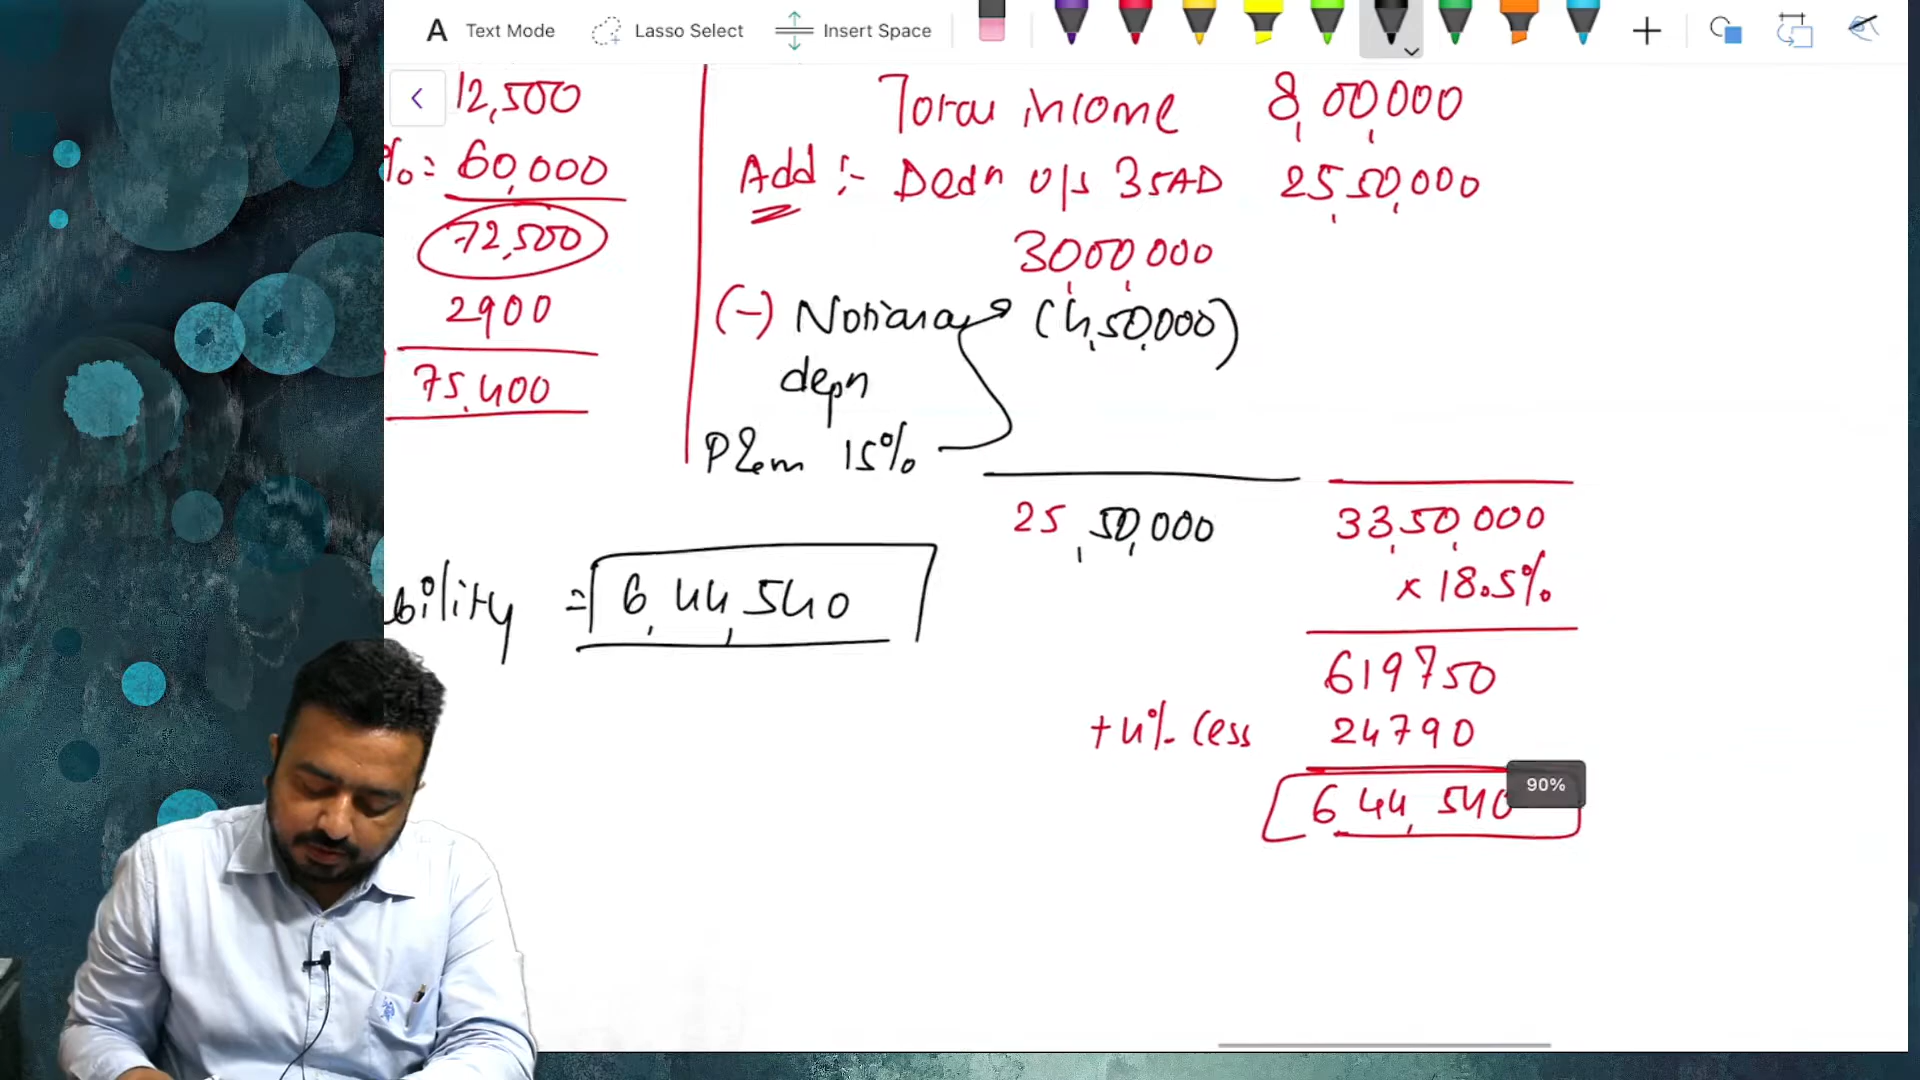 A Text Mode Lasso Select Insert Space
12,500
%= 60,000
72,500
2900
75,400
Total income 8,00,000
Add :- Dedn u/s 35AD 25,50,000
30,00,000
(-) Notional (4,50,000)
depn
P&m 15%
25,50,000 33,50,000
x 18.5%
bility = 6,44,540
619750
+4% Cess 24790
6,44,540
90%